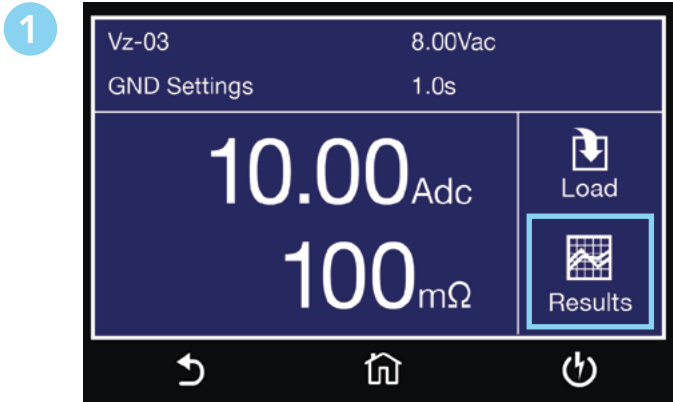 1
Vz-03 8.00Vac
GND Settings 1.0s
10.00Adc
Load
100mΩ
Results